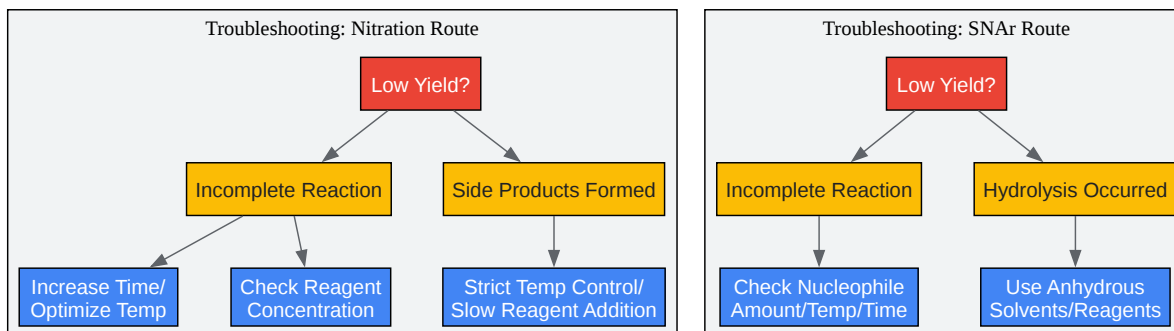 Troubleshooting: Nitration Route
Low Yield?
Incomplete Reaction
Side Products Formed
Increase Time/
Optimize Temp
Check Reagent
Concentration
Strict Temp Control/
Slow Reagent Addition
Troubleshooting: SNAr Route
Low Yield?
Incomplete Reaction
Hydrolysis Occurred
Check Nucleophile
Amount/Temp/Time
Use Anhydrous
Solvents/Reagents